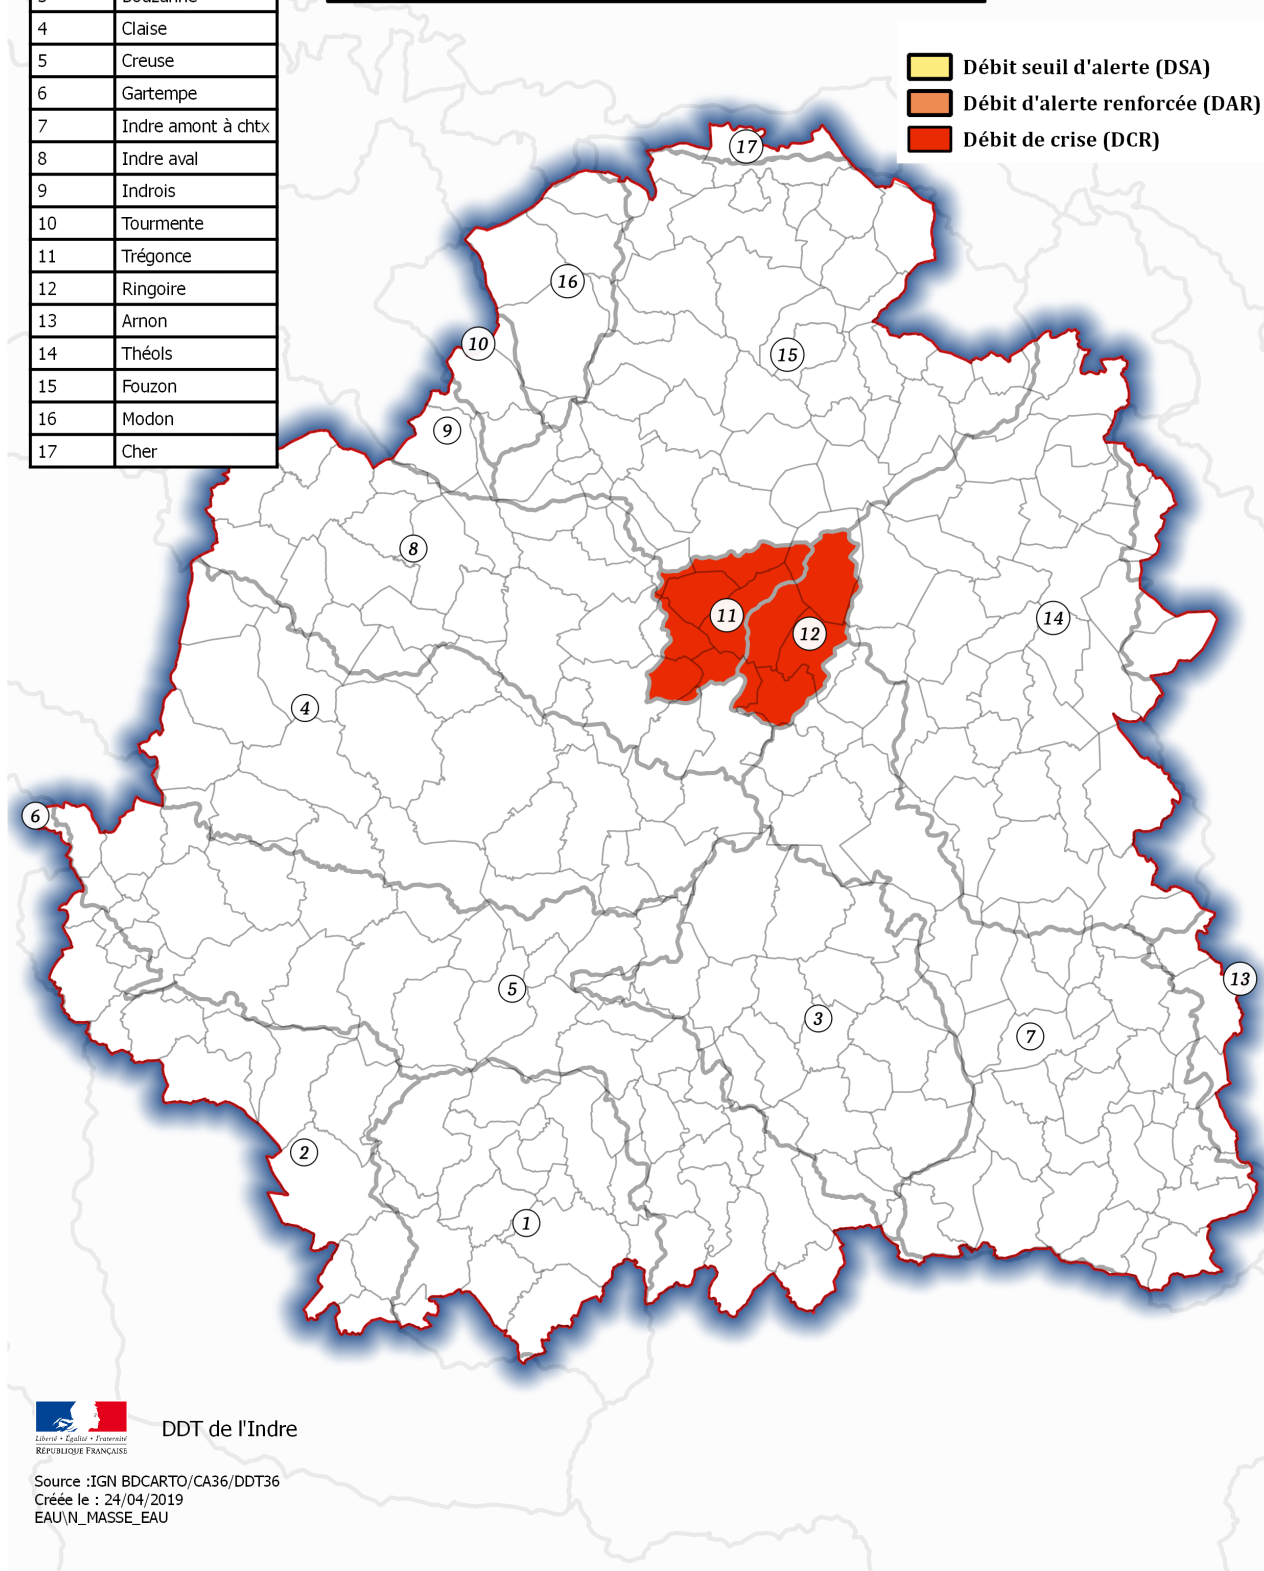 4 Claise
5 Creuse
6 Gartempe
7 Indre amont à chtx
8 Indre aval
9 Indrois
10 Tourmente
11 Trégonce
12 Ringoire
13 Arnon
14 Théols
15 Fouzon
16 Modon
17 Cher
Débit seuil d'alerte (DSA)
Débit d'alerte renforcée (DAR)
Débit de crise (DCR)
17
16
10
15
9
8
11
12
14
4
6
5
13
3
7
2
1
Liberté • Égalité • Fraternité
RÉPUBLIQUE FRANÇAISE
DDT de l'Indre
Source :IGN BDCARTO/CA36/DDT36
Créée le : 24/04/2019
EAU\N_MASSE_EAU